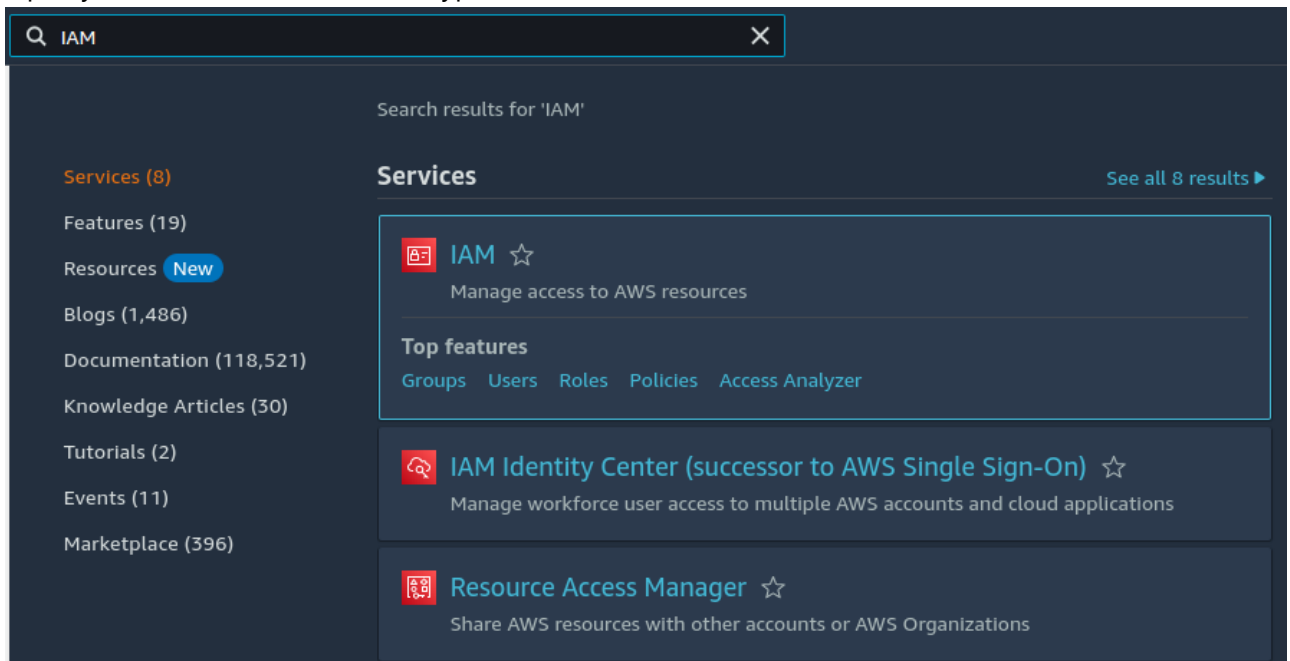 IAM
Search results for 'IAM'
Services (8)
Features (19)
Resources New
Blogs (1,486)
Documentation (118,521)
Knowledge Articles (30)
Tutorials (2)
Events (11)
Marketplace (396)
Services
See all 8 results
IAM
Manage access to AWS resources
Top features
Groups Users Roles Policies Access Analyzer
IAM Identity Center (successor to AWS Single Sign-On)
Manage workforce user access to multiple AWS accounts and cloud applications
Resource Access Manager
Share AWS resources with other accounts or AWS Organizations